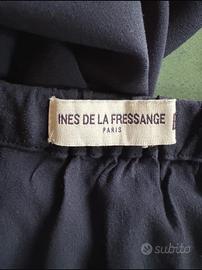 INES DE LA FRESSANGE
PARIS
subito